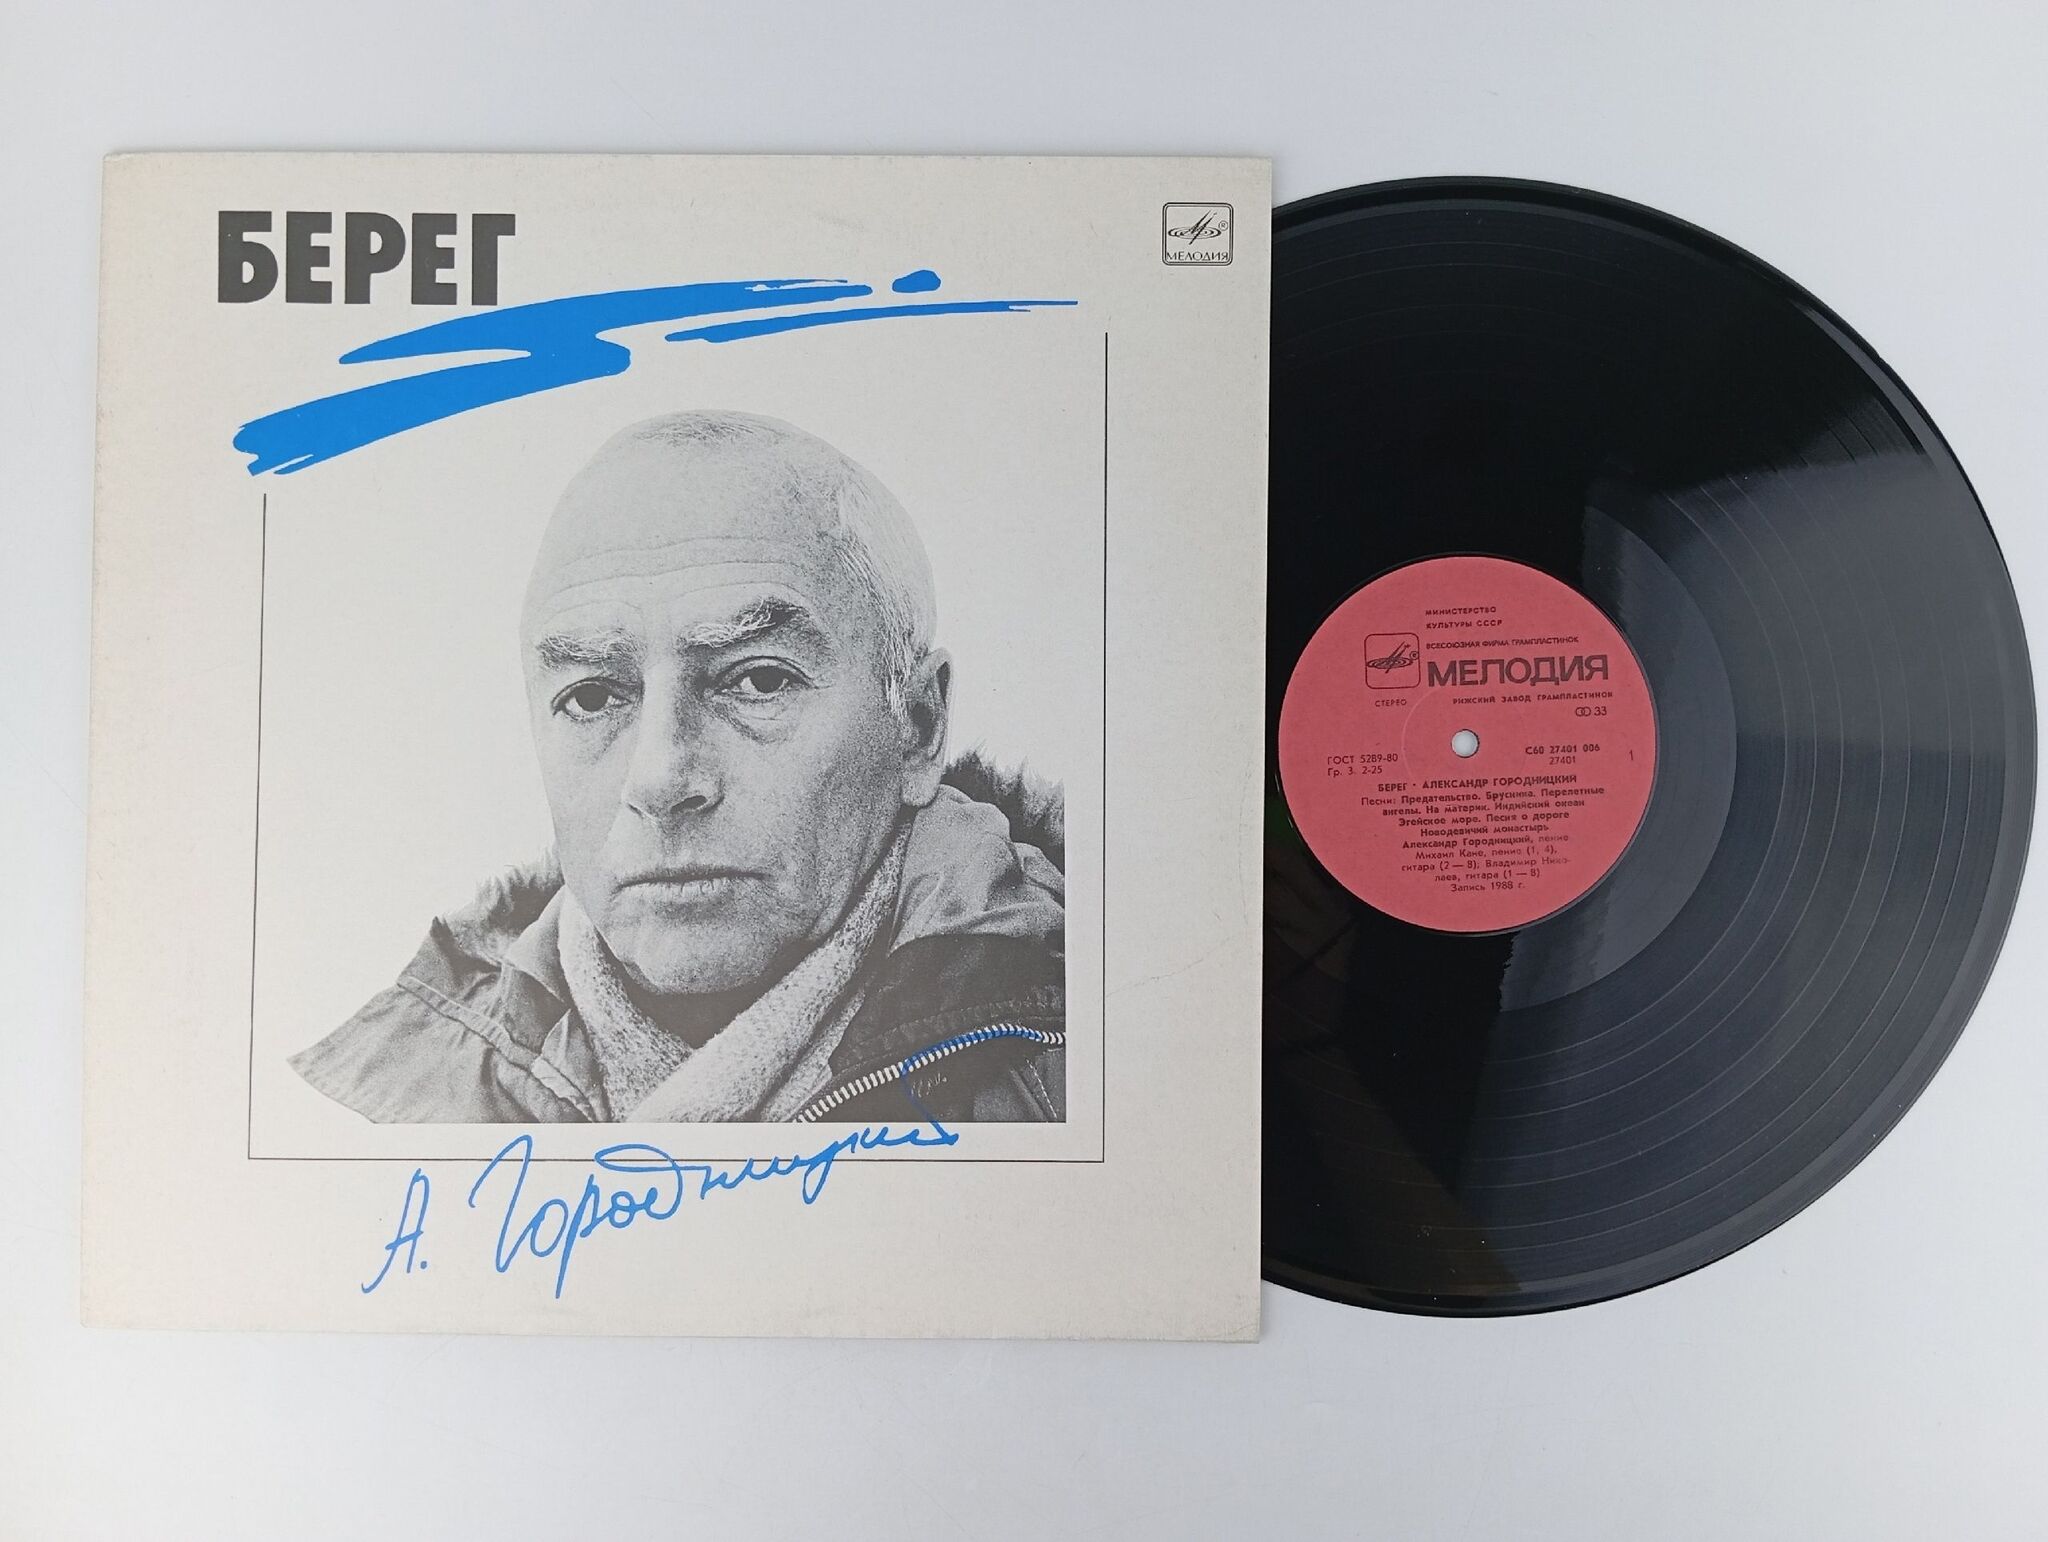 БЕРЕГ
МЕЛОДИЯ
А. Городницкий
МИНИСТЕРСТВО
КУЛЬТУРЫ СССР
ВСЕСОЮЗНАЯ ФИРМА ГРАМПЛАСТИНОК
МЕЛОДИЯ
СТЕРЕО
РИЖСКИЙ ЗАВОД ГРАМПЛАСТИНОК
33
ГОСТ 5289-80
Гр. 3. 2-25
С60 27401 006
27401
1
БЕРЕГ • АЛЕКСАНДР ГОРОДНИЦКИЙ
Песни: Предательство. Брусника. Перелетные
ангелы. На материк. Индийский океан
Эгейское море. Песня о дороге
Новодевичий монастырь
Александр Городницкий, пение
Михаил Кане, пение (1, 4),
гитара (2 — 8); Владимир Нико-
лаев, гитара (1 — 8)
Запись 1988 г.